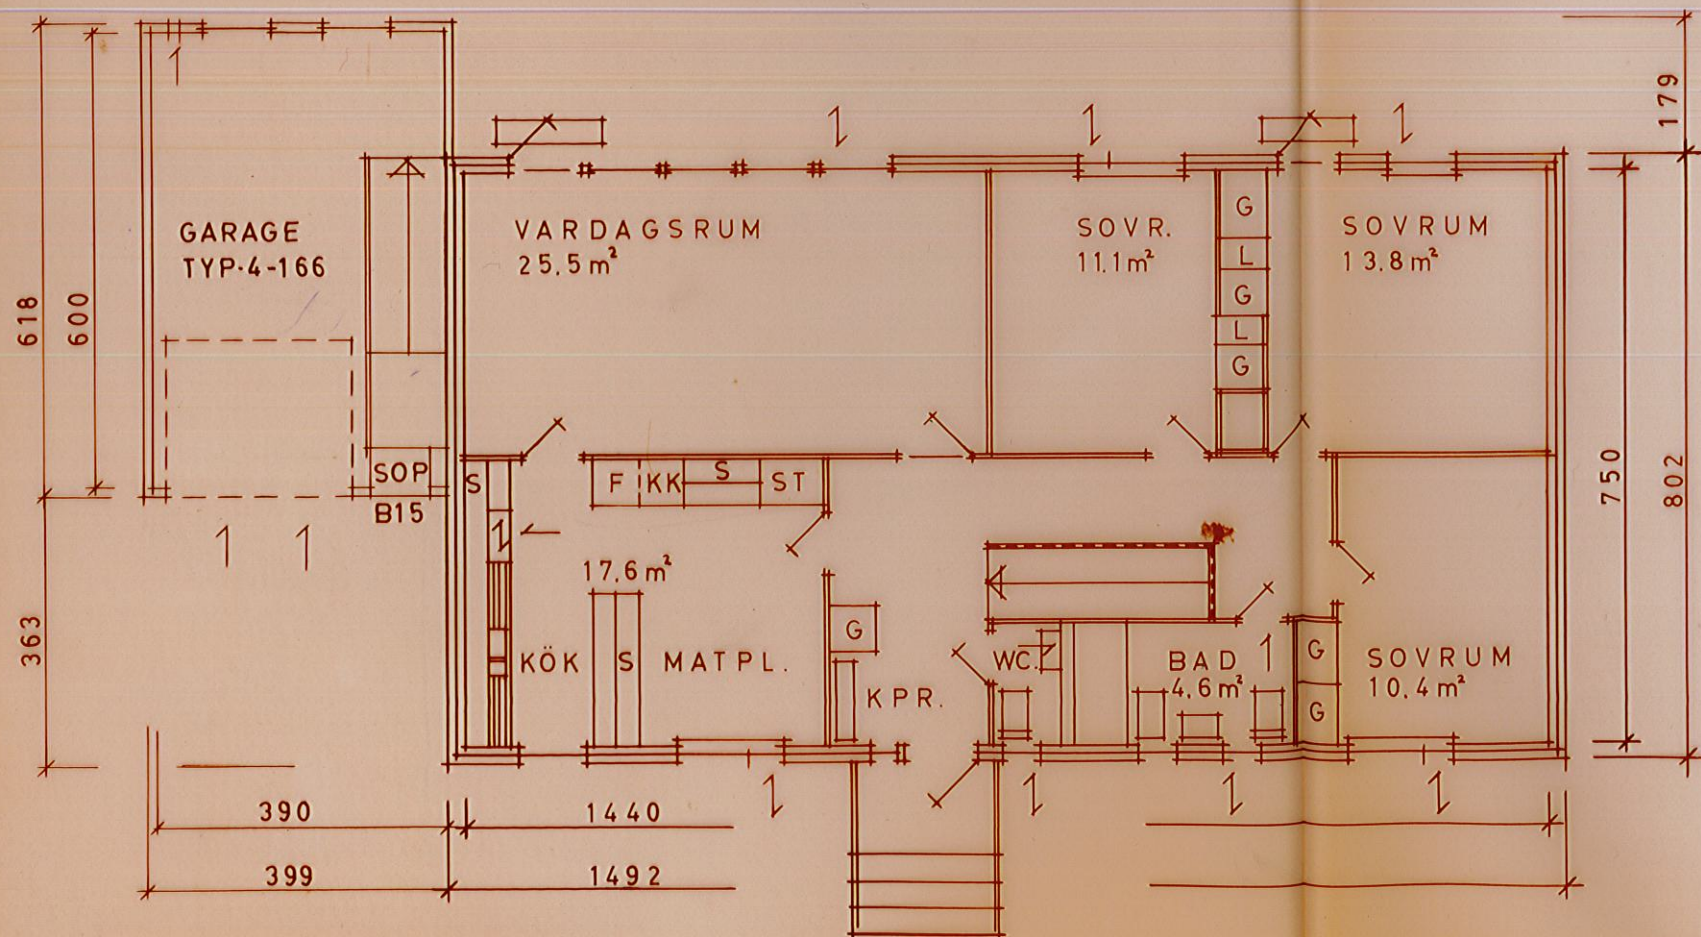 179
GARAGE
TYP·4-166
VARDAGSRUM
25,5 m²
SOVR.
11.1 m²
G
L
G
L
G
SOVRUM
13.8 m²
618
600
750
802
SOP
B15
S
F
KK
S
ST
17,6 m²
363
KÖK
S
MATPL.
G
KPR.
WC.
BAD
4,6 m²
G
G
SOVRUM
10,4 m²
390
1440
399
1492